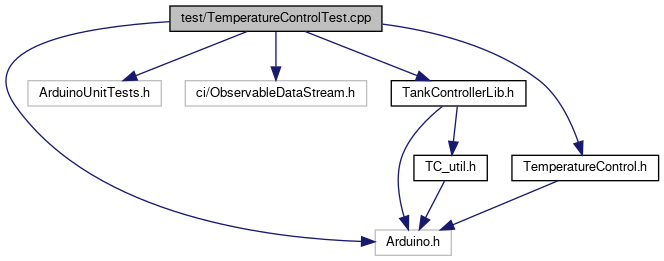 test/TemperatureControlTest.cpp
ArduinoUnitTests.h
ci/ObservableDataStream.h
TankControllerLib.h
TC_util.h
TemperatureControl.h
Arduino.h